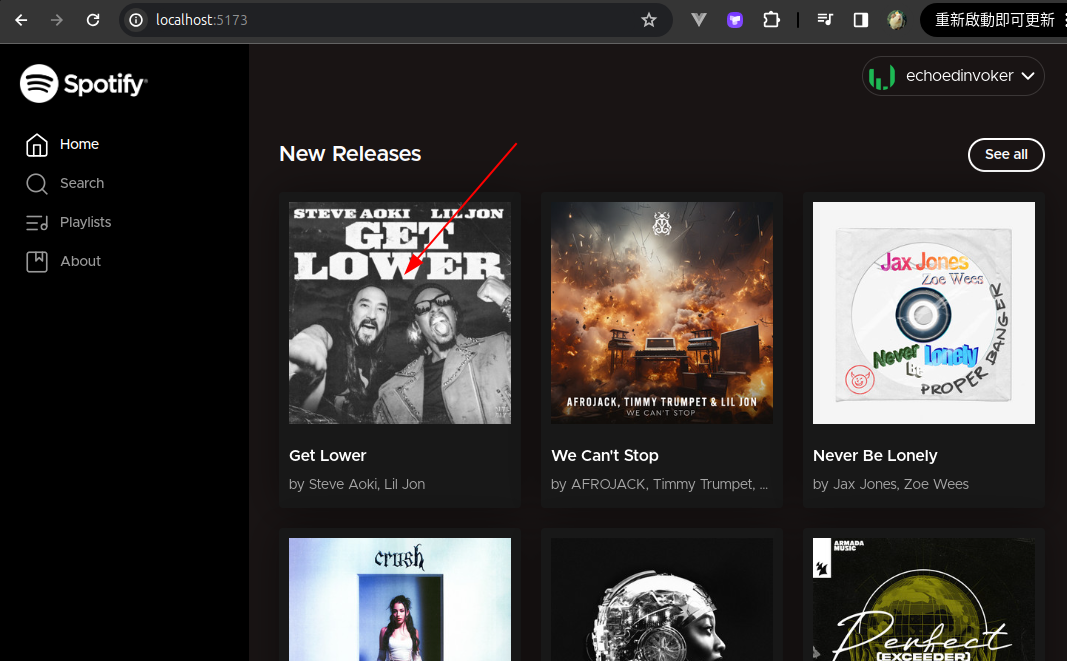 localhost:5173
重新啟動即可更新
Spotify
echoedinvoker
Home
Search
Playlists
About
New Releases
See all
STEVE AOKI LIL JON
GET
LOWER
AFROJACK, TIMMY TRUMPET & LIL JON
WE CAN'T STOP
Jax Jones
Zoe Wees
Never
Be
Lonely
PROPER BANGER
Get Lower
by Steve Aoki, Lil Jon
We Can't Stop
by AFROJACK, Timmy Trumpet, ...
Never Be Lonely
by Jax Jones, Zoe Wees
crush
ARMADA
MUSIC
Perfect
(EXCEEDER)